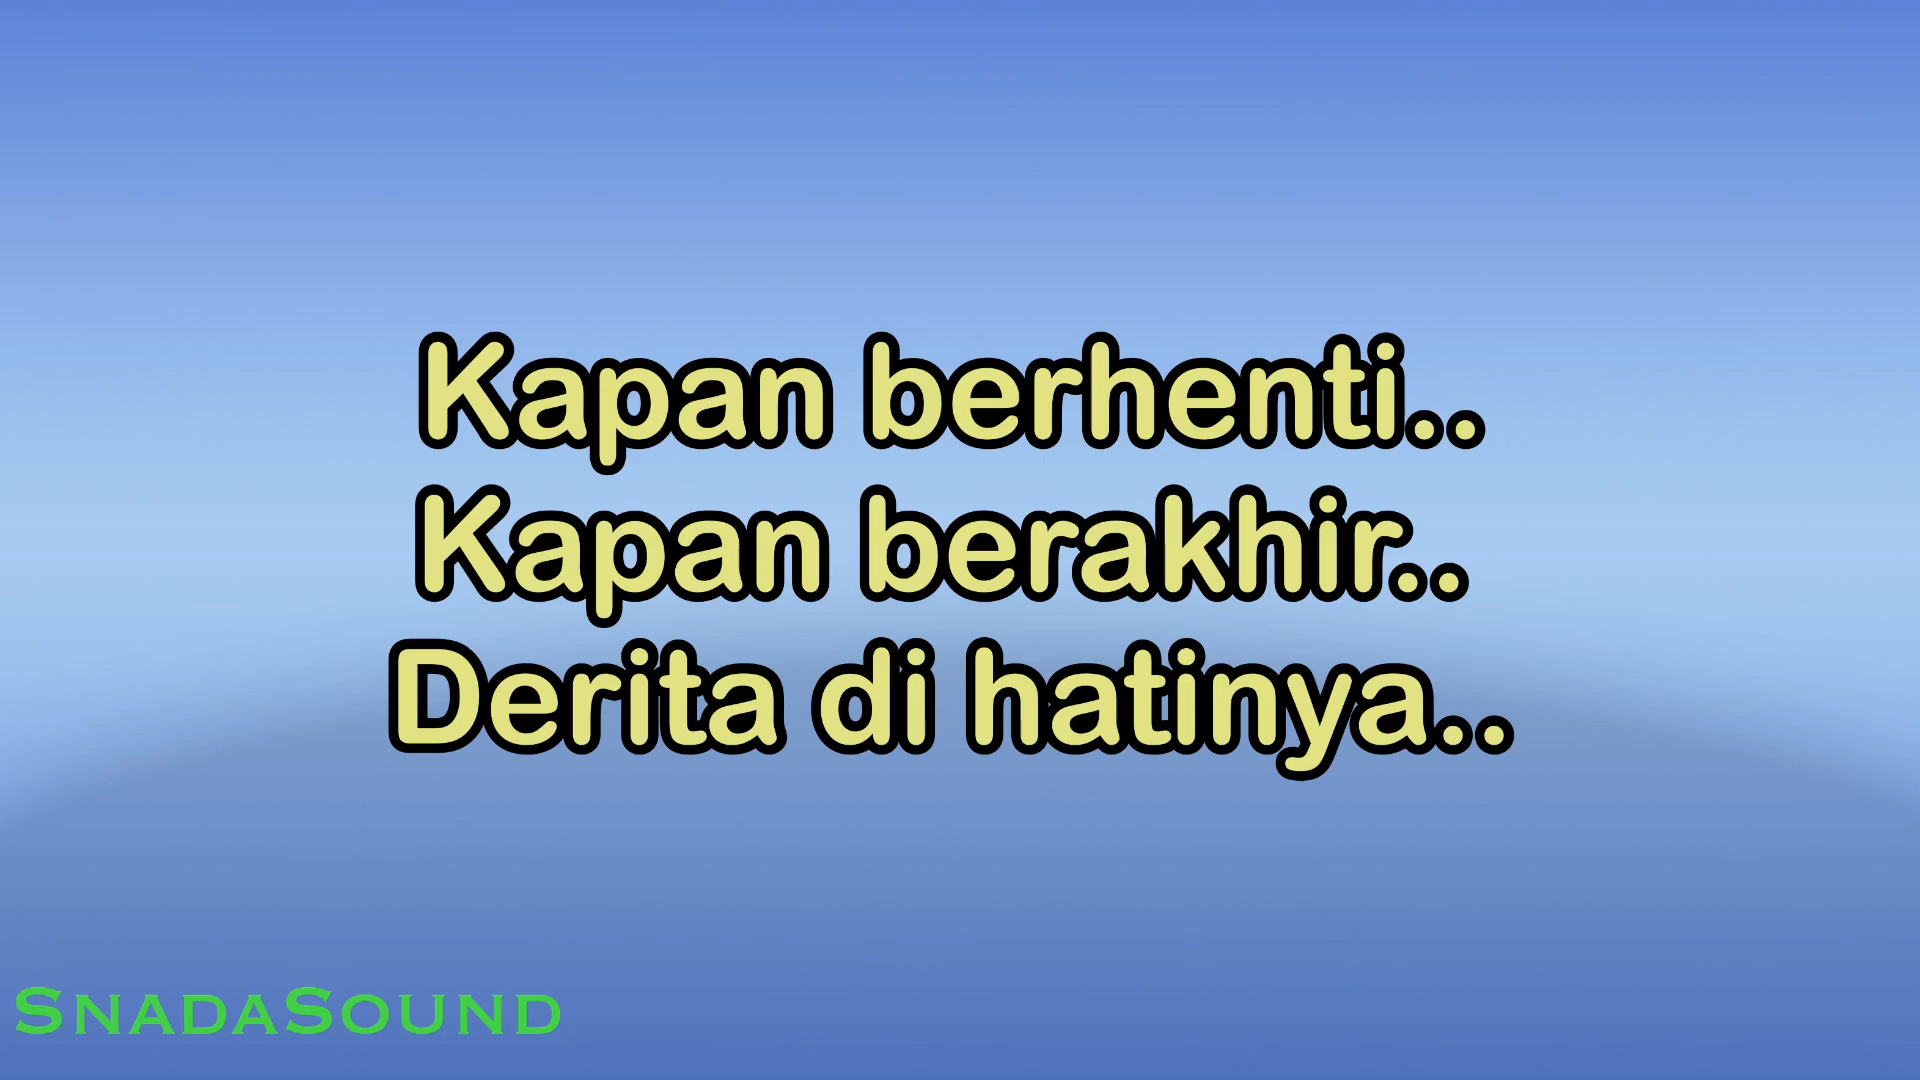 Kapan berhenti..
Kapan berakhir..
Derita di hatinya..
SnadaSound